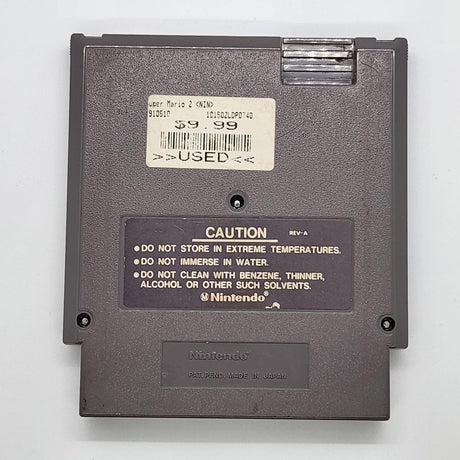 uper Mario 2 <NIN>
910510 101502LDP0740
$9.99
>>USED<<
CAUTION REV-A
●DO NOT STORE IN EXTREME TEMPERATURES.
●DO NOT IMMERSE IN WATER.
●DO NOT CLEAN WITH BENZENE, THINNER,
ALCOHOL OR OTHER SUCH SOLVENTS.
Nintendo®
Nintendo®
PAT. PEND. MADE IN JAPAN